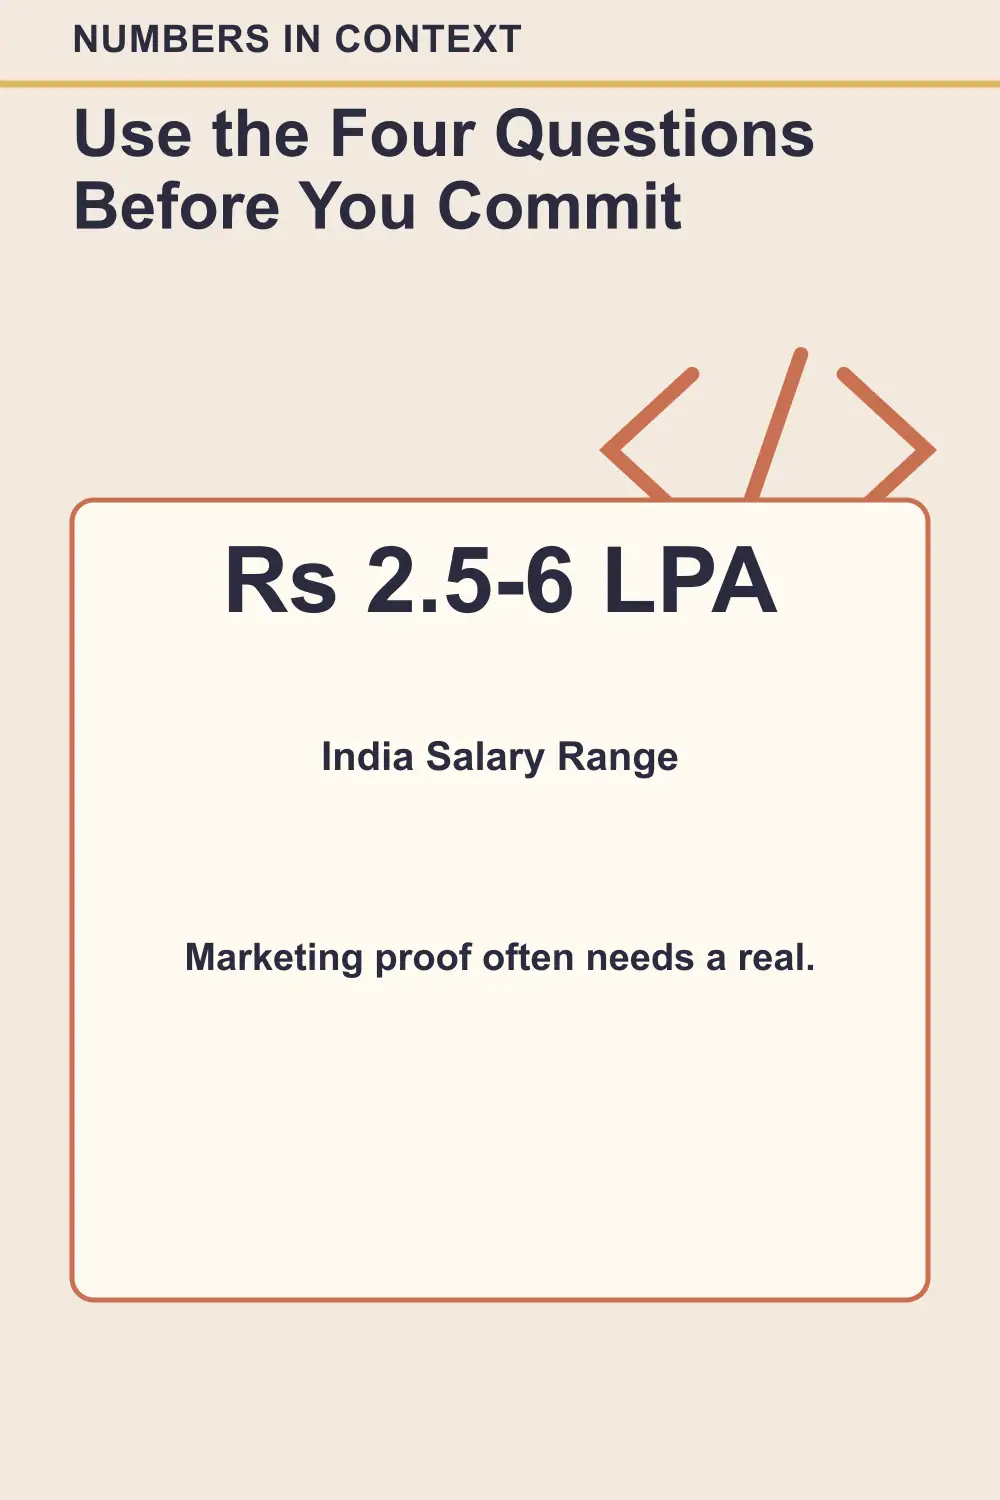 NUMBERS IN CONTEXT
Use the Four Questions
Before You Commit
Rs 2.5-6 LPA
India Salary Range
Marketing proof often needs a real.